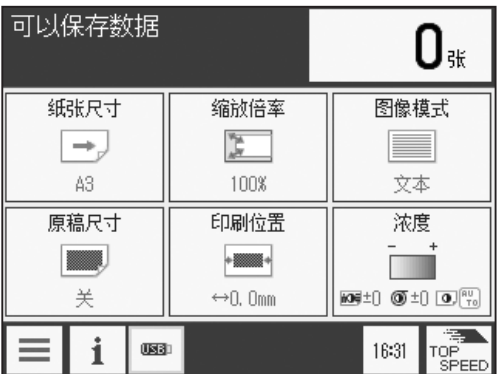 可以保存数据
0张
纸张尺寸
缩放倍率
图像模式
A3
100%
文本
原稿尺寸
印刷位置
浓度
- +
关
↔0, 0mm
±0 ±0 AUTO
i
USB
16:31
TOP
SPEED